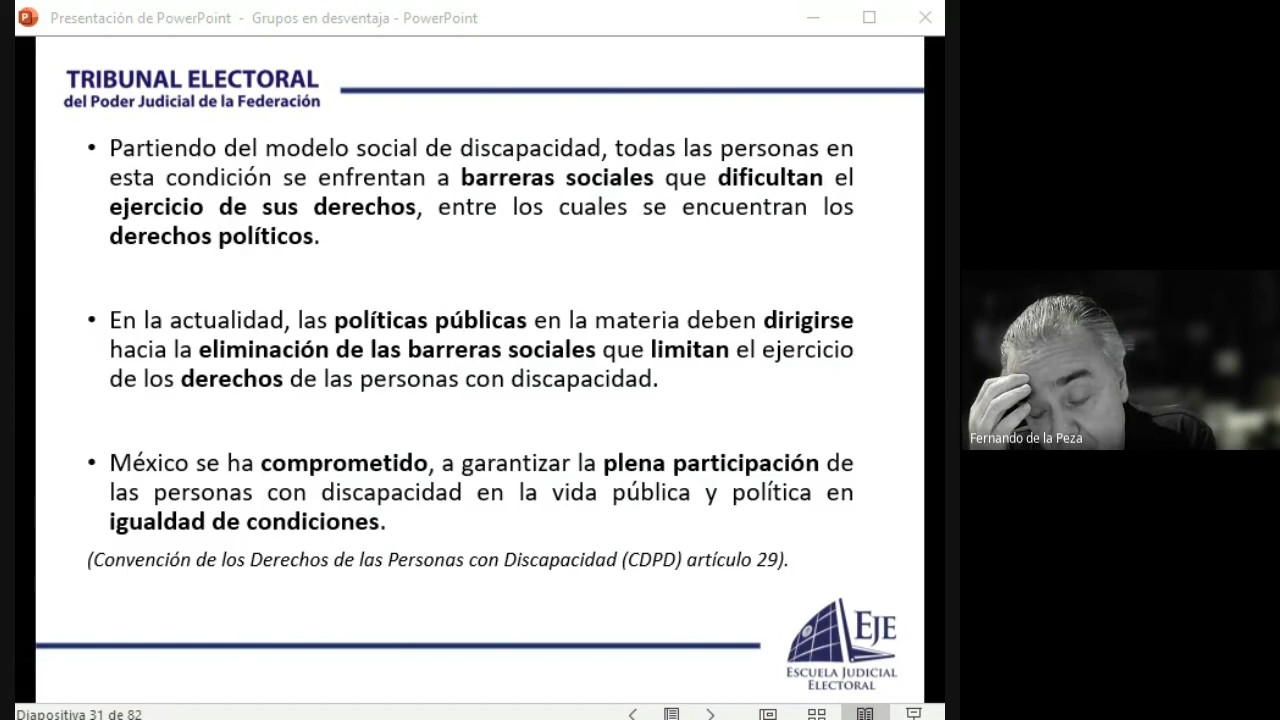 Presentación de PowerPoint - Grupos en desventaja - PowerPoint
TRIBUNAL ELECTORAL
del Poder Judicial de la Federación
• Partiendo del modelo social de discapacidad, todas las personas en
esta condición se enfrentan a barreras sociales que dificultan el
ejercicio de sus derechos, entre los cuales se encuentran los
derechos políticos.
• En la actualidad, las políticas públicas en la materia deben dirigirse
hacia la eliminación de las barreras sociales que limitan el ejercicio
de los derechos de las personas con discapacidad.
• México se ha comprometido, a garantizar la plena participación de
las personas con discapacidad en la vida pública y política en
igualdad de condiciones.
(Convención de los Derechos de las Personas con Discapacidad (CDPD) artículo 29).
EJE
ESCUELA JUDICIAL
ELECTORAL
Diapositiva 31 de 82
Fernando de la Peza